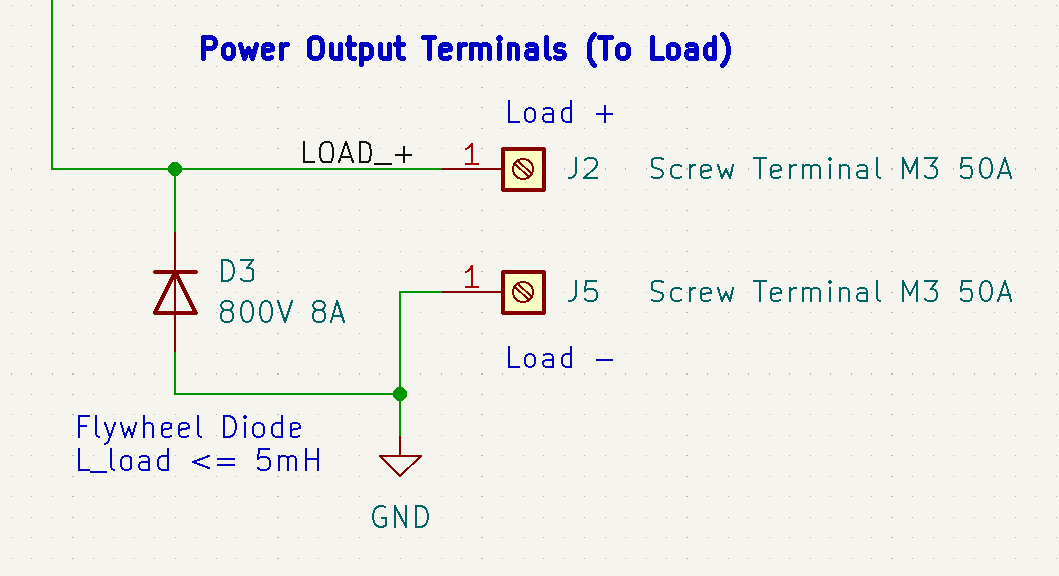 Power Output Terminals (To Load)
Load +
LOAD_+ 1 J2 Screw Terminal M3 50A
D3
800V 8A
1 J5 Screw Terminal M3 50A
Load -
Flywheel Diode
L_load <= 5mH
GND